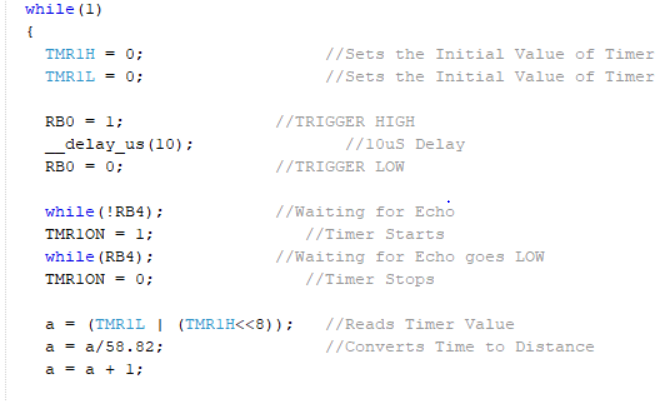 while(1)
{
TMR1H = 0; //Sets the Initial Value of Timer
TMR1L = 0; //Sets the Initial Value of Timer
RB0 = 1; //TRIGGER HIGH
__delay_us(10); //10uS Delay
RB0 = 0; //TRIGGER LOW
while(!RB4); //Waiting for Echo
TMR1ON = 1; //Timer Starts
while(RB4); //Waiting for Echo goes LOW
TMR1ON = 0; //Timer Stops
a = (TMR1L | (TMR1H<<8)); //Reads Timer Value
a = a/58.82; //Converts Time to Distance
a = a + 1;